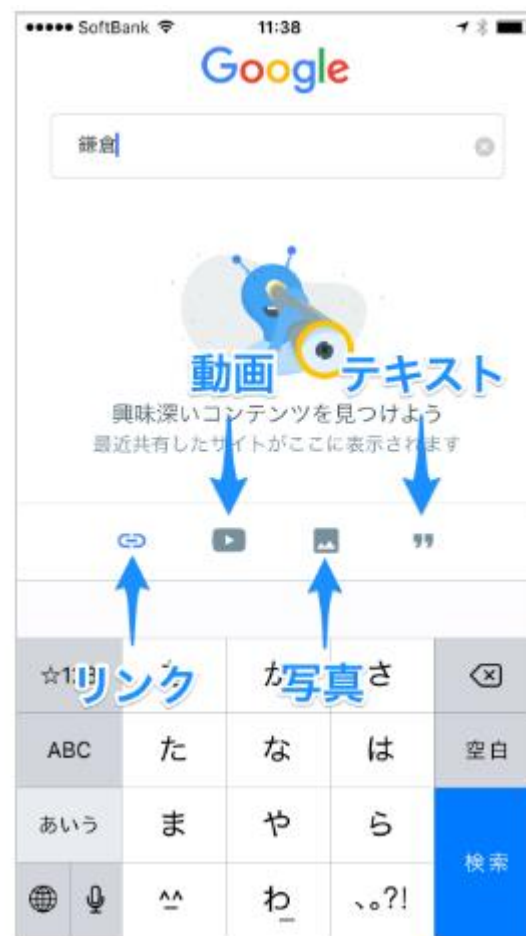 SoftBank 11:38
Google
鎌倉
動画 テキスト
興味深いコンテンツを見つけよう
最近共有したサイトがここに表示されます
リンク 写真
☆123 あ か さ
ABC た な は 空白
あいう ま や ら
検索
^^ わ 、。?!